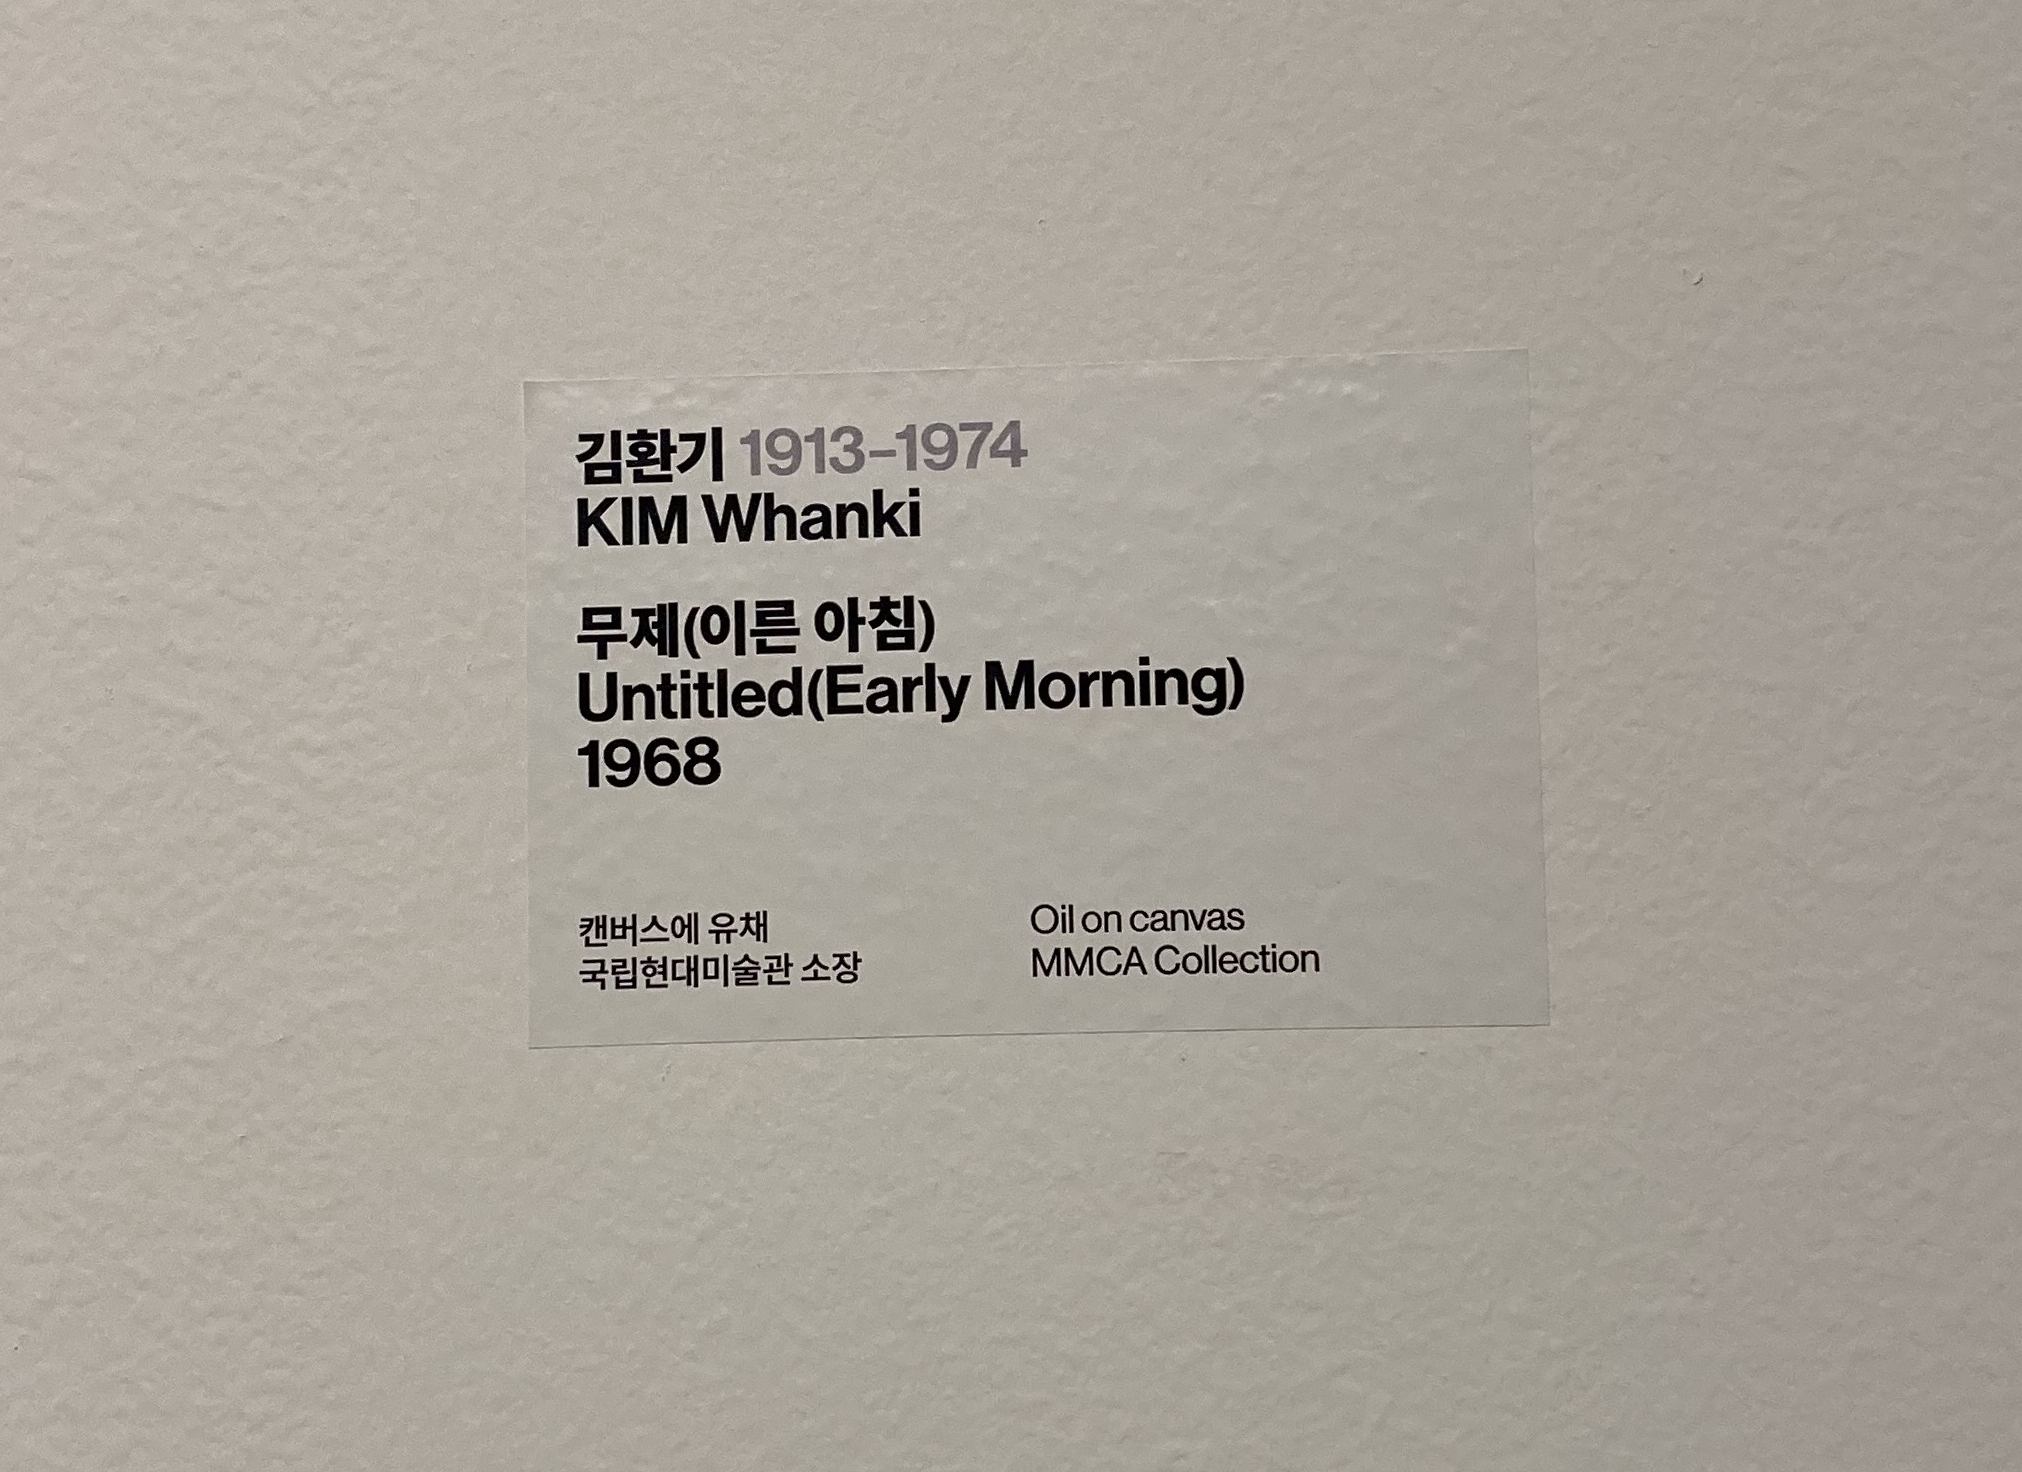 김환기 1913–1974
KIM Whanki
무제(이른 아침)
Untitled(Early Morning)
1968
캔버스에 유채
국립현대미술관 소장
Oil on canvas
MMCA Collection